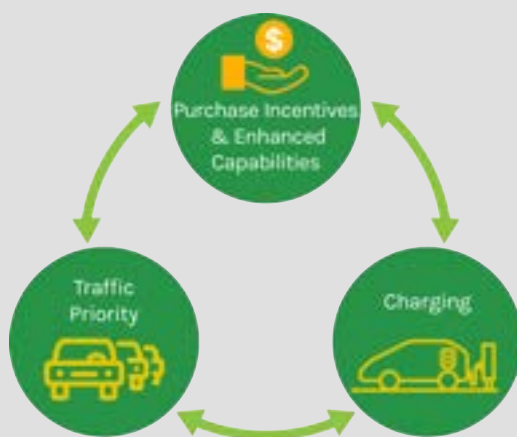 $
Purchase Incentives
& Enhanced
Capabilities
Traffic
Priority
Charging